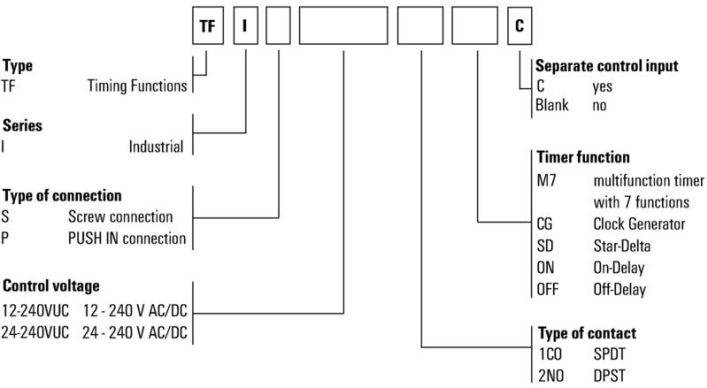 TF I C
Type
TF Timing Functions
Series
I Industrial
Type of connection
S Screw connection
P PUSH IN connection
Control voltage
12-240VUC 12 - 240 V AC/DC
24-240VUC 24 - 240 V AC/DC
Separate control input
C yes
Blank no
Timer function
M7 multifunction timer
with 7 functions
CG Clock Generator
SD Star-Delta
ON On-Delay
OFF Off-Delay
Type of contact
1CO SPDT
2NO DPST